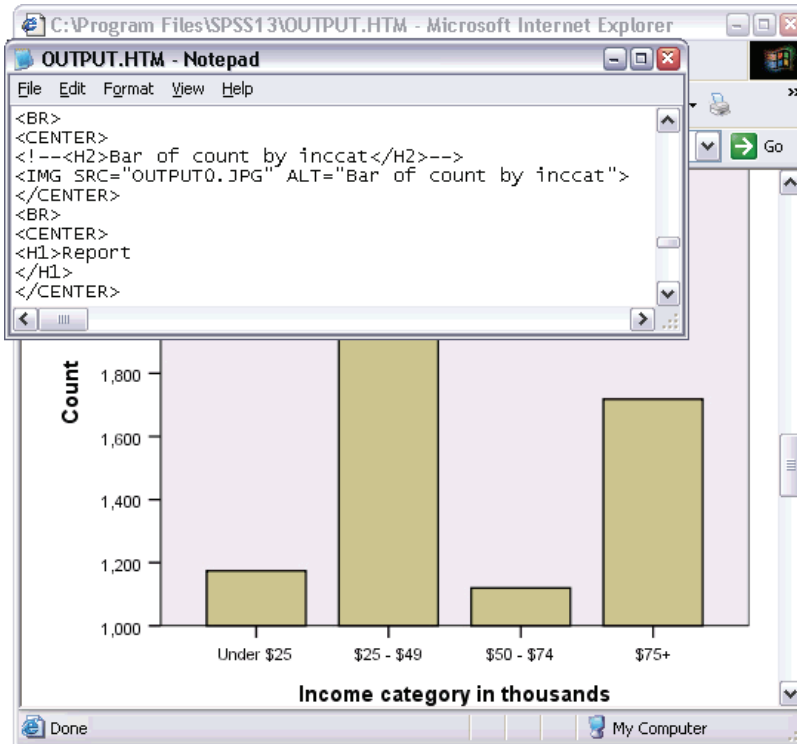 C:\Program Files\SPSS13\OUTPUT.HTM - Microsoft Internet Explorer
OUTPUT.HTM - Notepad
File Edit Format View Help
<BR>
<CENTER>
<!--<H2>Bar of count by inccat</H2>-->
<IMG SRC="OUTPUT0.JPG" ALT="Bar of count by inccat">
</CENTER>
<BR>
<CENTER>
<H1>Report
</H1>
</CENTER>
Go
Count
1,800
1,600
1,400
1,200
1,000
Under $25 $25 - $49 $50 - $74 $75+
Income category in thousands
Done My Computer